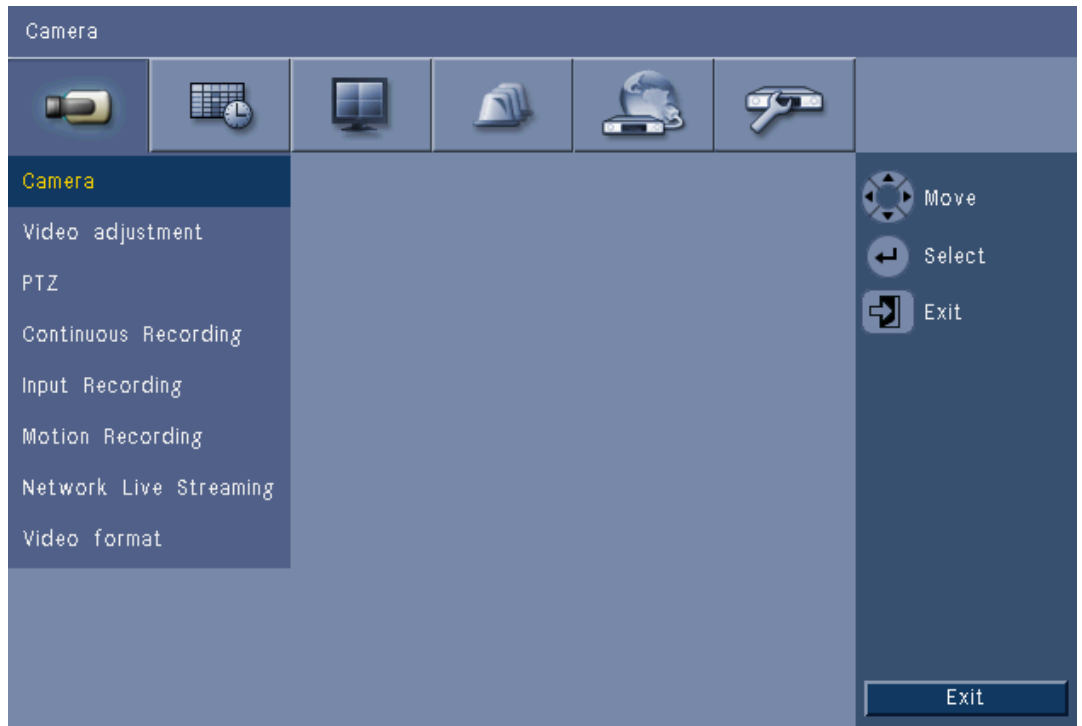 Camera
Camera
Video adjustment
PTZ
Continuous Recording
Input Recording
Motion Recording
Network Live Streaming
Video format
Move
Select
Exit
Exit